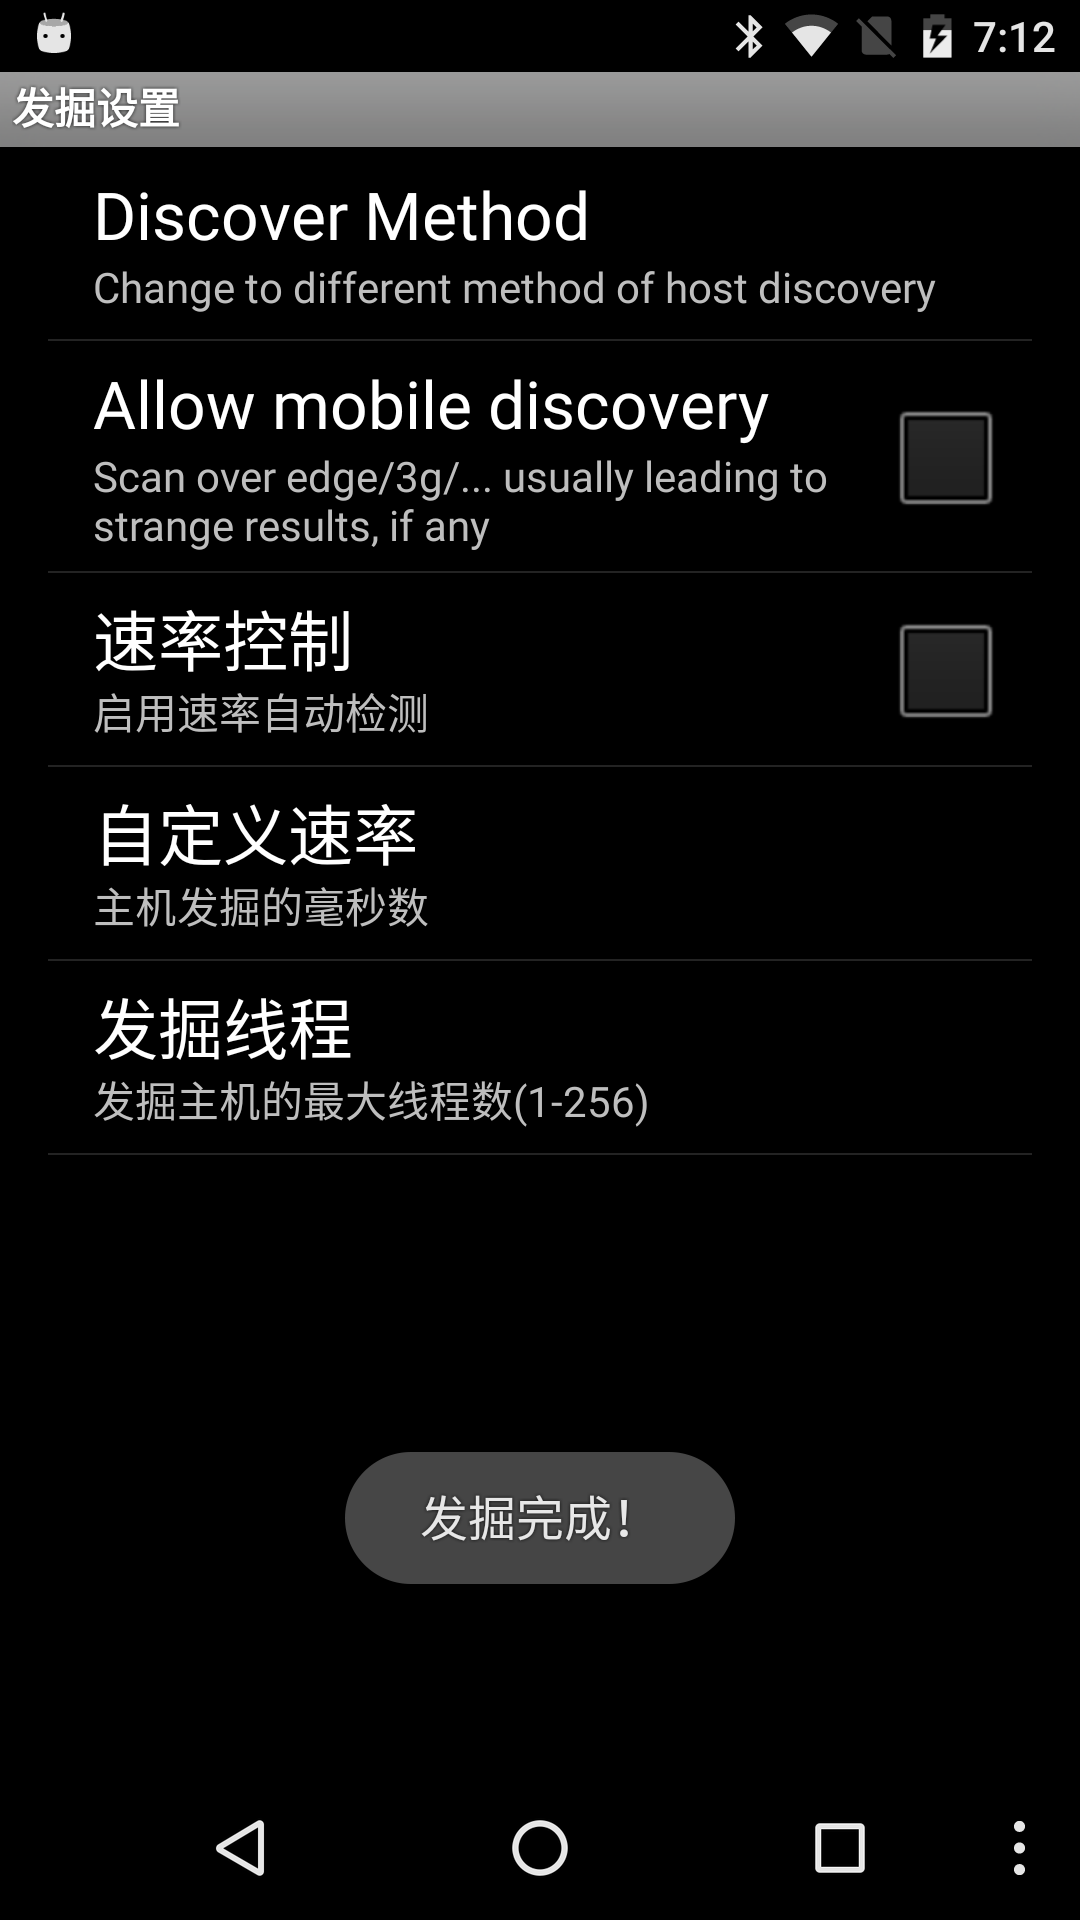 7:12
发掘设置
Discover Method
Change to different method of host discovery
Allow mobile discovery
Scan over edge/3g/... usually leading to
strange results, if any
速率控制
启用速率自动检测
自定义速率
主机发掘的毫秒数
发掘线程
发掘主机的最大线程数(1-256)
发掘完成！